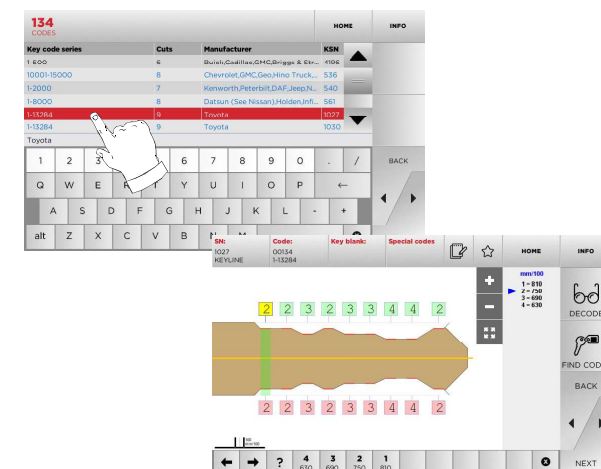 134
CODES
HOME
INFO
Key code series Cuts Manufacturer KSN
1 600 6 Buick,Cadillac,GMC,Briggs & Str... 4106
10001-15000 8 Chevrolet,GMC,Geo,Hino Truck,... 536
1-2000 7 Kenworth,Peterbilt,DAF,Jeep,N... 540
1-8000 8 Datsun (See Nissan),Holden,Infi... 561
1-13284 9 Toyota 1027
1-13284 9 Toyota 1030
Toyota
1 2 3 6 7 8 9 0 . /
BACK
Q W E R T Y U I O P ←
A S D F G H J K L - +
alt Z X C V B N M
SN:
1027
KEYLINE
Code:
00134
1-13284
Key blank:
Special codes
HOME
INFO
+
−
mm/100
1 = 810
2 = 750
3 = 690
4 = 630
2 2 3 2 3 3 4 4 2
2 2 3 2 3 3 4 4 2
DECODE
FIND CODE
BACK
NEXT
? 4 3 2 1
630 690 750 810